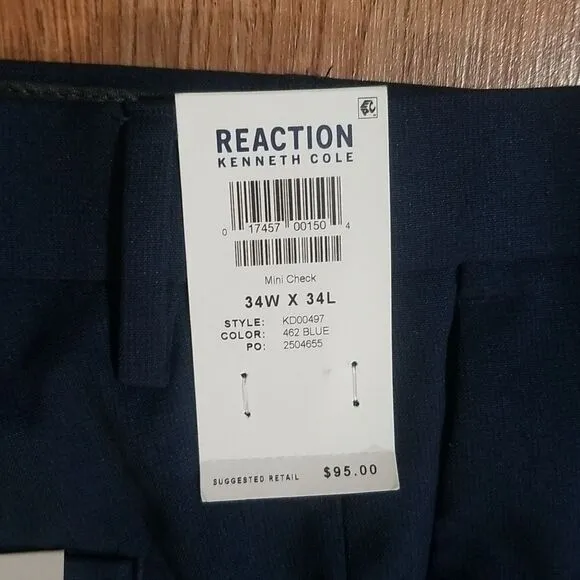 REACTION
KENNETH COLE
0 17457 00150 4
Mini Check
34W X 34L
STYLE: KD00497
COLOR: 462 BLUE
PO: 2504655
SUGGESTED RETAIL $95.00